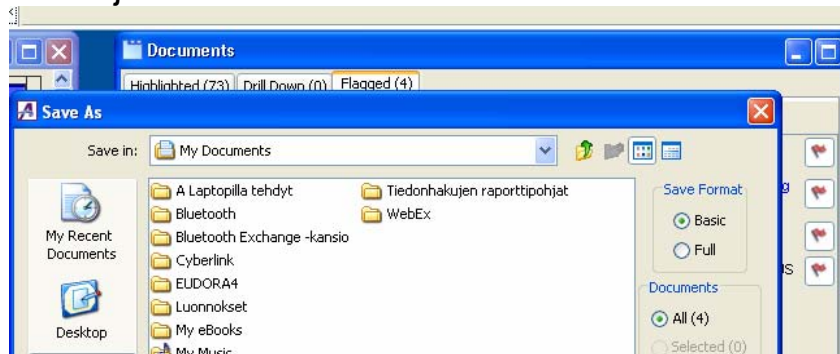 Documents
Highlighted (73) Drill Down (0) Flagged (4)
Save As
Save in: My Documents
A Laptopilla tehdyt
Bluetooth
Bluetooth Exchange -kansio
Cyberlink
EUDORA4
Luonnokset
My eBooks
My Music
Tiedonhakujen raporttipohjat
WebEx
My Recent
Documents
Desktop
Save Format
Basic
Full
Documents
All (4)
Selected (0)